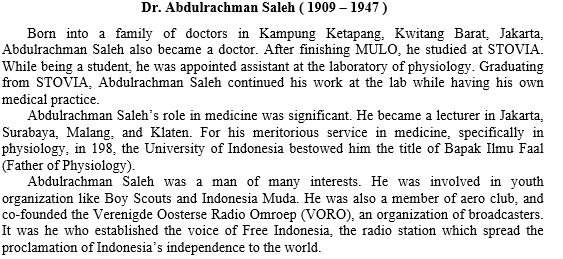 Dr. Abdulrachman Saleh ( 1909 – 1947 )
Born into a family of doctors in Kampung Ketapang, Kwitang Barat, Jakarta,
Abdulrachman Saleh also became a doctor. After finishing MULO, he studied at STOVIA.
While being a student, he was appointed assistant at the laboratory of physiology. Graduating
from STOVIA, Abdulrachman Saleh continued his work at the lab while having his own
medical practice.
Abdulrachman Saleh’s role in medicine was significant. He became a lecturer in Jakarta,
Surabaya, Malang, and Klaten. For his meritorious service in medicine, specifically in
physiology, in 198, the University of Indonesia bestowed him the title of Bapak Ilmu Faal
(Father of Physiology).
Abdulrachman Saleh was a man of many interests. He was involved in youth
organization like Boy Scouts and Indonesia Muda. He was also a member of aero club, and
co-founded the Verenigde Oosterse Radio Omroep (VORO), an organization of broadcasters.
It was he who established the voice of Free Indonesia, the radio station which spread the
proclamation of Indonesia’s independence to the world.